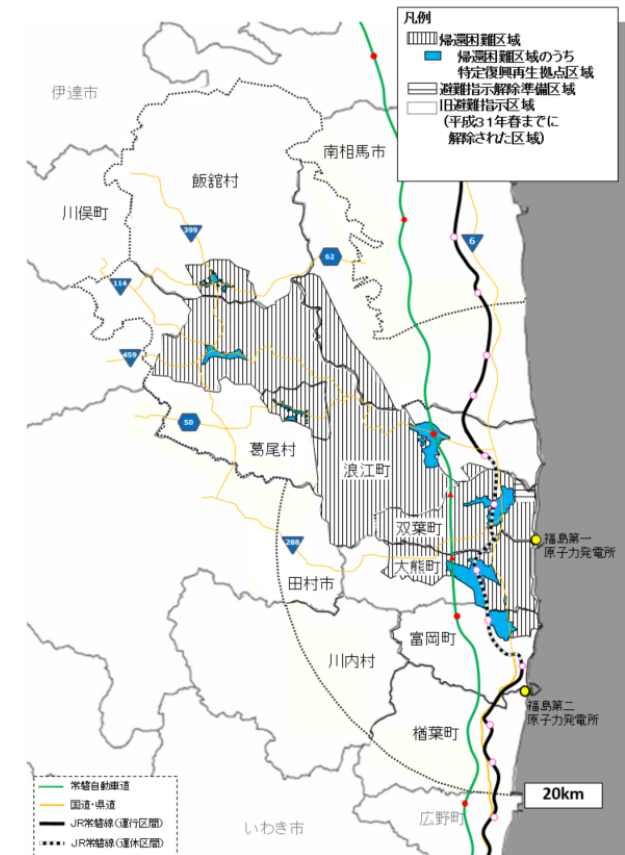 凡例
帰還困難区域
帰還困難区域のうち
特定復興再生拠点区域
避難指示解除準備区域
旧避難指示区域
(平成31年春までに
解除された区域)
伊達市
南相馬市
飯舘村
川俣町
399
6
62
114
459
50
葛尾村
浪江町
双葉町
福島第一
原子力発電所
大熊町
288
田村市
富岡町
川内村
福島第二
原子力発電所
楢葉町
20km
広野町
いわき市
常磐自動車道
国道・県道
JR常磐線(運行区間)
JR常磐線(運休区間)